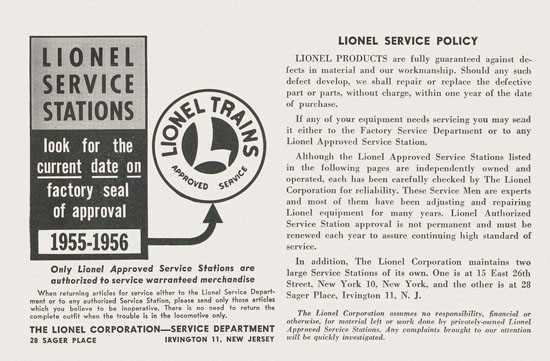 LIONEL
SERVICE
STATIONS
look for the
current date on
factory seal
of approval
1955-1956
LIONEL TRAINS
L
APPROVED SERVICE
Only Lionel Approved Service Stations are
authorized to service warranteed merchandise
When returning articles for service either to the Lionel Service Depart-
ment or to any authorized Service Station, please send only those articles
which you believe to be inoperative. There is no need to return the
complete outfit when the trouble is in the locomotive only.
THE LIONEL CORPORATION—SERVICE DEPARTMENT
28 SAGER PLACE IRVINGTON 11, NEW JERSEY
LIONEL SERVICE POLICY
LIONEL PRODUCTS are fully guaranteed against de-
fects in material and our workmanship. Should any such
defect develop, we shall repair or replace the defective
part or parts, without charge, within one year of the date
of purchase.
If any of your equipment needs servicing you may send
it either to the Factory Service Department or to any
Lionel Approved Service Station.
Although the Lionel Approved Service Stations listed
in the following pages are independently owned and
operated, each has been carefully checked by The Lionel
Corporation for reliability. These Service Men are experts
and most of them have been adjusting and repairing
Lionel equipment for many years. Lionel Authorized
Service Station approval is not permanent and must be
renewed each year to assure continuing high standard of
service.
In addition, The Lionel Corporation maintains two
large Service Stations of its own. One is at 15 East 26th
Street, New York 10, New York, and the other is at 28
Sager Place, Irvington 11, N. J.
The Lionel Corporation assumes no responsibility, financial or
otherwise, for material left or work done by privately-owned Lionel
Approved Service Stations. Any complaints brought to our attention
will be quickly investigated.